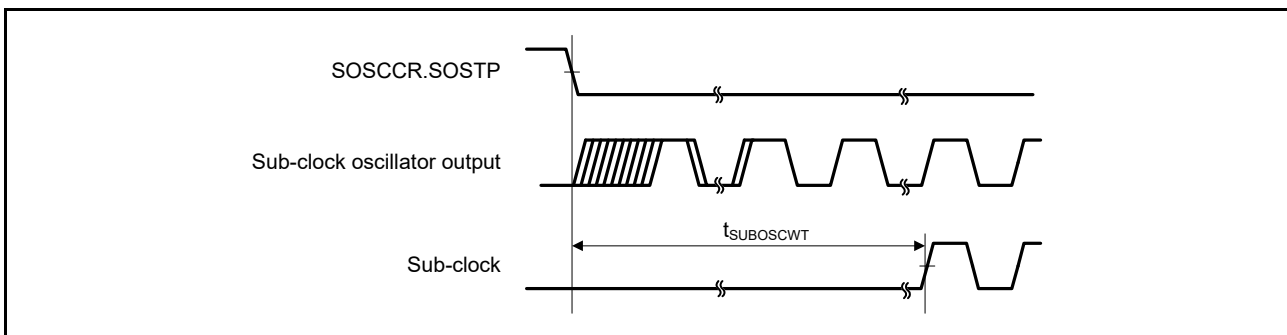 SOSCCR.SOSTP
Sub-clock oscillator output
tSUBOSCWT
Sub-clock